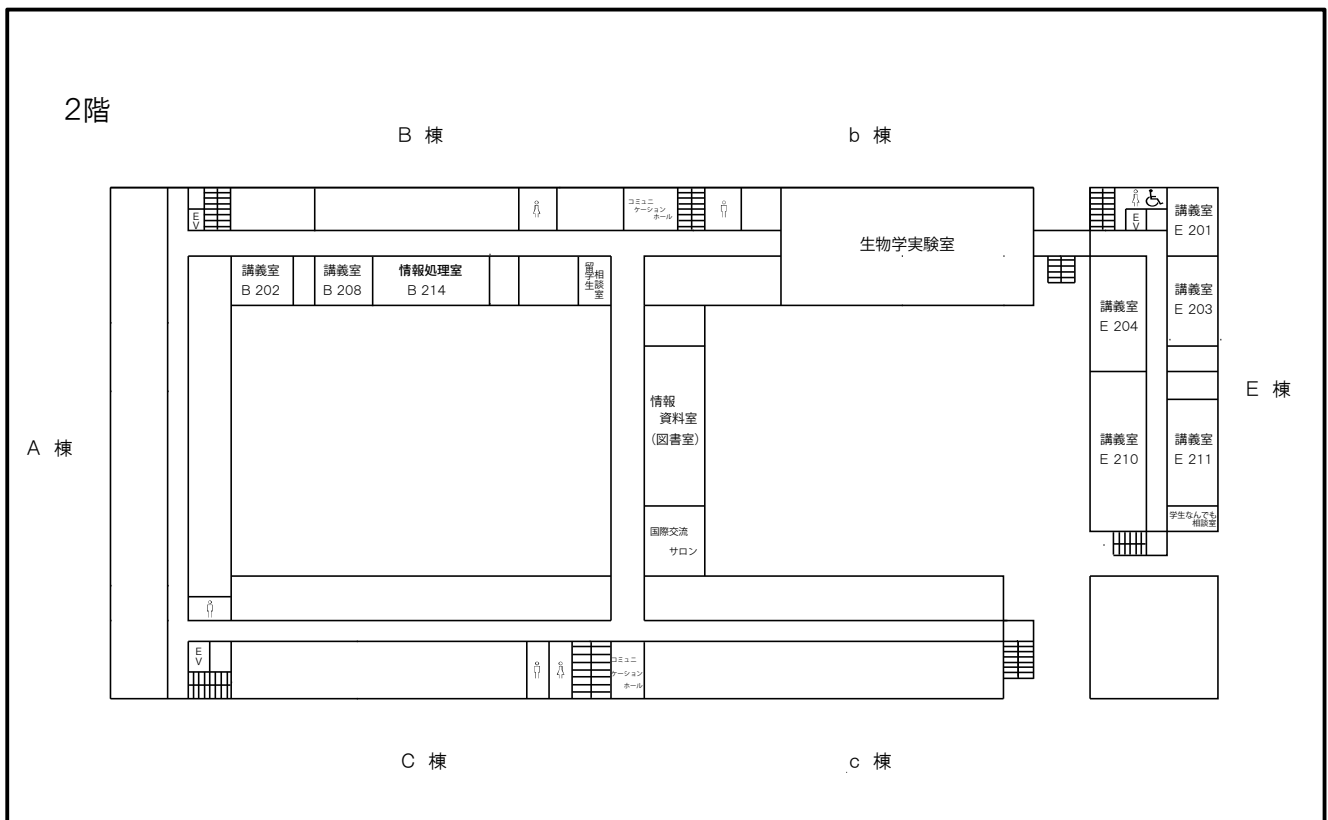 2階
B 棟
b 棟
EV
コミュニ
ケーション
ホール
EV
講義室
E 201
生物学実験室
講義室
B 202
講義室
B 208
情報処理室
B 214
留学生
相談室
講義室
E 203
講義室
E 204
情報
資料室
(図書室)
E 棟
A 棟
講義室
E 210
講義室
E 211
学生なんでも
相談室
国際交流
サロン
EV
コミュニ
ケーション
ホール
C 棟
c 棟